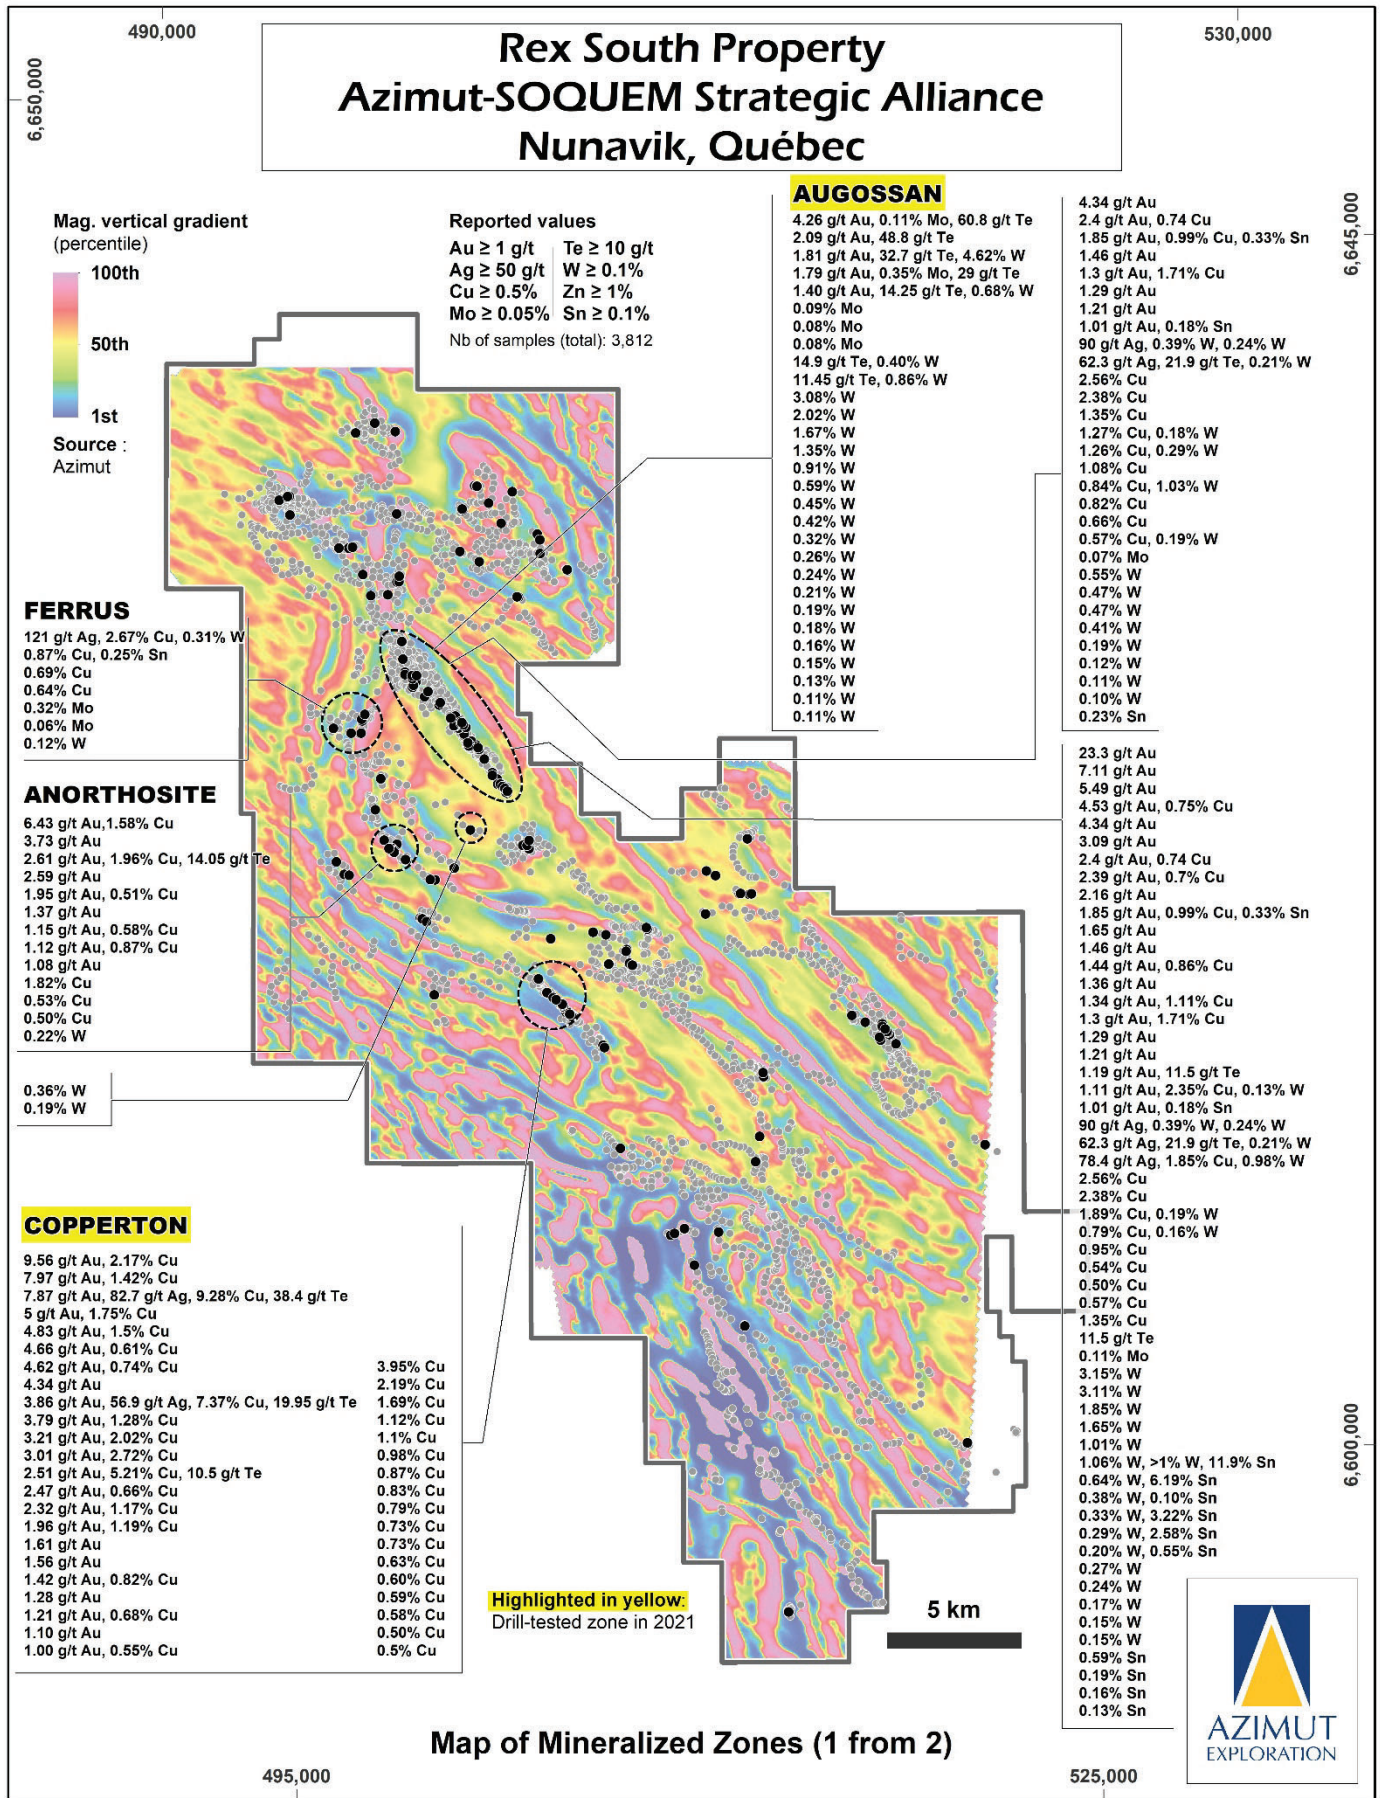 490,000
530,000
6,650,000
Rex South Property
Azimut-SOQUEM Strategic Alliance
Nunavik, Québec
6,645,000
Mag. vertical gradient
(percentile)
100th
50th
1st
Source :
Azimut
Reported values
Au ≥ 1 g/t Te ≥ 10 g/t
Ag ≥ 50 g/t W ≥ 0.1%
Cu ≥ 0.5% Zn ≥ 1%
Mo ≥ 0.05% Sn ≥ 0.1%
Nb of samples (total): 3,812
AUGOSSAN
4.26 g/t Au, 0.11% Mo, 60.8 g/t Te
2.09 g/t Au, 48.8 g/t Te
1.81 g/t Au, 32.7 g/t Te, 4.62% W
1.79 g/t Au, 0.35% Mo, 29 g/t Te
1.40 g/t Au, 14.25 g/t Te, 0.68% W
0.09% Mo
0.08% Mo
0.08% Mo
14.9 g/t Te, 0.40% W
11.45 g/t Te, 0.86% W
3.08% W
2.02% W
1.67% W
1.35% W
0.91% W
0.59% W
0.45% W
0.42% W
0.32% W
0.26% W
0.24% W
0.21% W
0.19% W
0.18% W
0.16% W
0.15% W
0.13% W
0.11% W
0.11% W
4.34 g/t Au
2.4 g/t Au, 0.74 Cu
1.85 g/t Au, 0.99% Cu, 0.33% Sn
1.46 g/t Au
1.3 g/t Au, 1.71% Cu
1.29 g/t Au
1.21 g/t Au
1.01 g/t Au, 0.18% Sn
90 g/t Ag, 0.39% W, 0.24% W
62.3 g/t Ag, 21.9 g/t Te, 0.21% W
2.56% Cu
2.38% Cu
1.35% Cu
1.27% Cu, 0.18% W
1.26% Cu, 0.29% W
1.08% Cu
0.84% Cu, 1.03% W
0.82% Cu
0.66% Cu
0.57% Cu, 0.19% W
0.07% Mo
0.55% W
0.47% W
0.47% W
0.41% W
0.19% W
0.12% W
0.11% W
0.10% W
0.23% Sn
FERRUS
121 g/t Ag, 2.67% Cu, 0.31% W
0.87% Cu, 0.25% Sn
0.69% Cu
0.64% Cu
0.32% Mo
0.06% Mo
0.12% W
ANORTHOSITE
6.43 g/t Au,1.58% Cu
3.73 g/t Au
2.61 g/t Au, 1.96% Cu, 14.05 g/t Te
2.59 g/t Au
1.95 g/t Au, 0.51% Cu
1.37 g/t Au
1.15 g/t Au, 0.58% Cu
1.12 g/t Au, 0.87% Cu
1.08 g/t Au
1.82% Cu
0.53% Cu
0.50% Cu
0.22% W
0.36% W
0.19% W
23.3 g/t Au
7.11 g/t Au
5.49 g/t Au
4.53 g/t Au, 0.75% Cu
4.34 g/t Au
3.09 g/t Au
2.4 g/t Au, 0.74 Cu
2.39 g/t Au, 0.7% Cu
2.16 g/t Au
1.85 g/t Au, 0.99% Cu, 0.33% Sn
1.65 g/t Au
1.46 g/t Au
1.44 g/t Au, 0.86% Cu
1.36 g/t Au
1.34 g/t Au, 1.11% Cu
1.3 g/t Au, 1.71% Cu
1.29 g/t Au
1.21 g/t Au
1.19 g/t Au, 11.5 g/t Te
1.11 g/t Au, 2.35% Cu, 0.13% W
1.01 g/t Au, 0.18% Sn
90 g/t Ag, 0.39% W, 0.24% W
62.3 g/t Ag, 21.9 g/t Te, 0.21% W
78.4 g/t Ag, 1.85% Cu, 0.98% W
2.56% Cu
2.38% Cu
1.89% Cu, 0.19% W
0.79% Cu, 0.16% W
0.95% Cu
0.54% Cu
0.50% Cu
0.57% Cu
1.35% Cu
11.5 g/t Te
0.11% Mo
3.15% W
3.11% W
1.85% W
1.65% W
1.01% W
1.06% W, >1% W, 11.9% Sn
0.64% W, 6.19% Sn
0.38% W, 0.10% Sn
0.33% W, 3.22% Sn
0.29% W, 2.58% Sn
0.20% W, 0.55% Sn
0.27% W
0.24% W
0.17% W
0.15% W
0.15% W
0.59% Sn
0.19% Sn
0.16% Sn
0.13% Sn
6,600,000
COPPERTON
9.56 g/t Au, 2.17% Cu
7.97 g/t Au, 1.42% Cu
7.87 g/t Au, 82.7 g/t Ag, 9.28% Cu, 38.4 g/t Te
5 g/t Au, 1.75% Cu
4.83 g/t Au, 1.5% Cu
4.66 g/t Au, 0.61% Cu
4.62 g/t Au, 0.74% Cu
4.34 g/t Au
3.86 g/t Au, 56.9 g/t Ag, 7.37% Cu, 19.95 g/t Te
3.79 g/t Au, 1.28% Cu
3.21 g/t Au, 2.02% Cu
3.01 g/t Au, 2.72% Cu
2.51 g/t Au, 5.21% Cu, 10.5 g/t Te
2.47 g/t Au, 0.66% Cu
2.32 g/t Au, 1.17% Cu
1.96 g/t Au, 1.19% Cu
1.61 g/t Au
1.56 g/t Au
1.42 g/t Au, 0.82% Cu
1.28 g/t Au
1.21 g/t Au, 0.68% Cu
1.10 g/t Au
1.00 g/t Au, 0.55% Cu
3.95% Cu
2.19% Cu
1.69% Cu
1.12% Cu
1.1% Cu
0.98% Cu
0.87% Cu
0.83% Cu
0.79% Cu
0.73% Cu
0.73% Cu
0.63% Cu
0.60% Cu
0.59% Cu
0.58% Cu
0.50% Cu
0.5% Cu
Highlighted in yellow:
Drill-tested zone in 2021
5 km
AZIMUT
EXPLORATION
Map of Mineralized Zones (1 from 2)
495,000
525,000